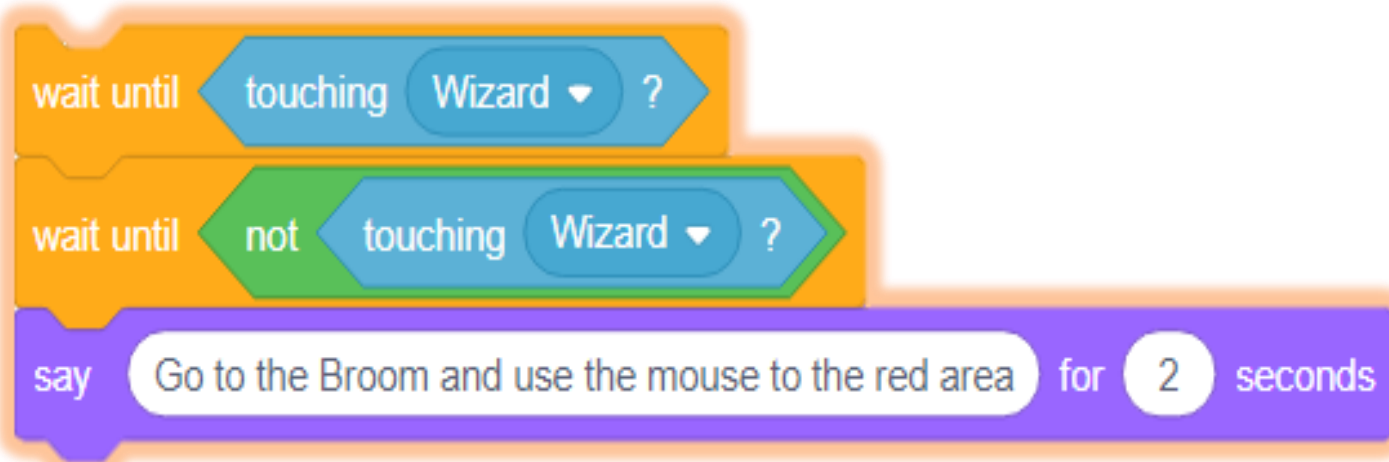 wait until touching Wizard ?
wait until not touching Wizard ?
say Go to the Broom and use the mouse to the red area for 2 seconds